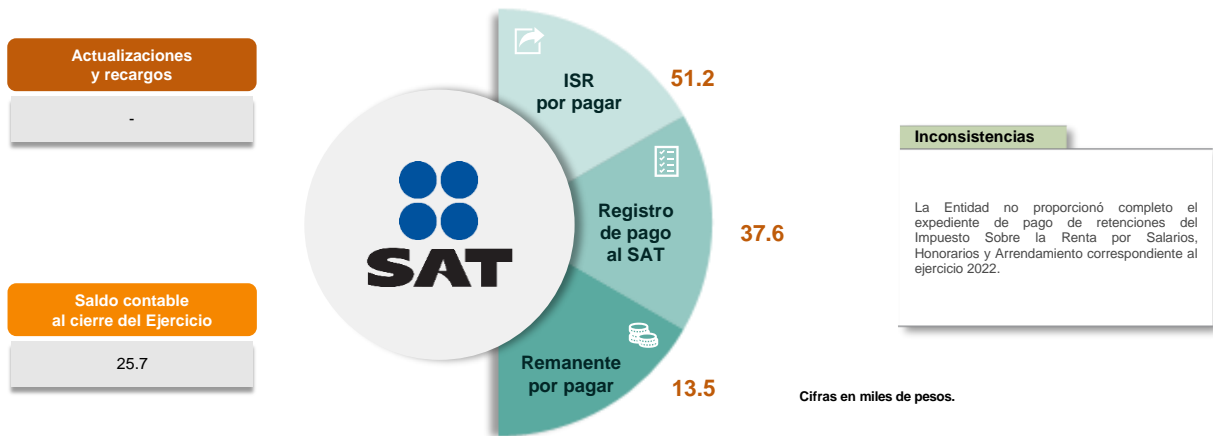 Actualizaciones
y recargos
-
Saldo contable
al cierre del Ejercicio
25.7
SAT
ISR
por pagar
51.2
Registro
de pago
al SAT
37.6
Remanente
por pagar
13.5
Inconsistencias
La Entidad no proporcionó completo el
expediente de pago de retenciones del
Impuesto Sobre la Renta por Salarios,
Honorarios y Arrendamiento correspondiente al
ejercicio 2022.
Cifras en miles de pesos.